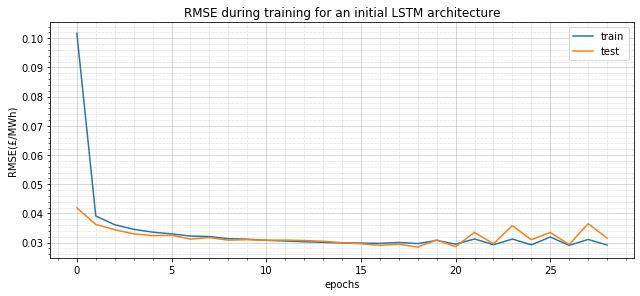 RMSE during training for an initial LSTM architecture
train
test
RMSE(£/MWh)
0.10
0.09
0.08
0.07
0.06
0.05
0.04
0.03
0 5 10 15 20 25
epochs